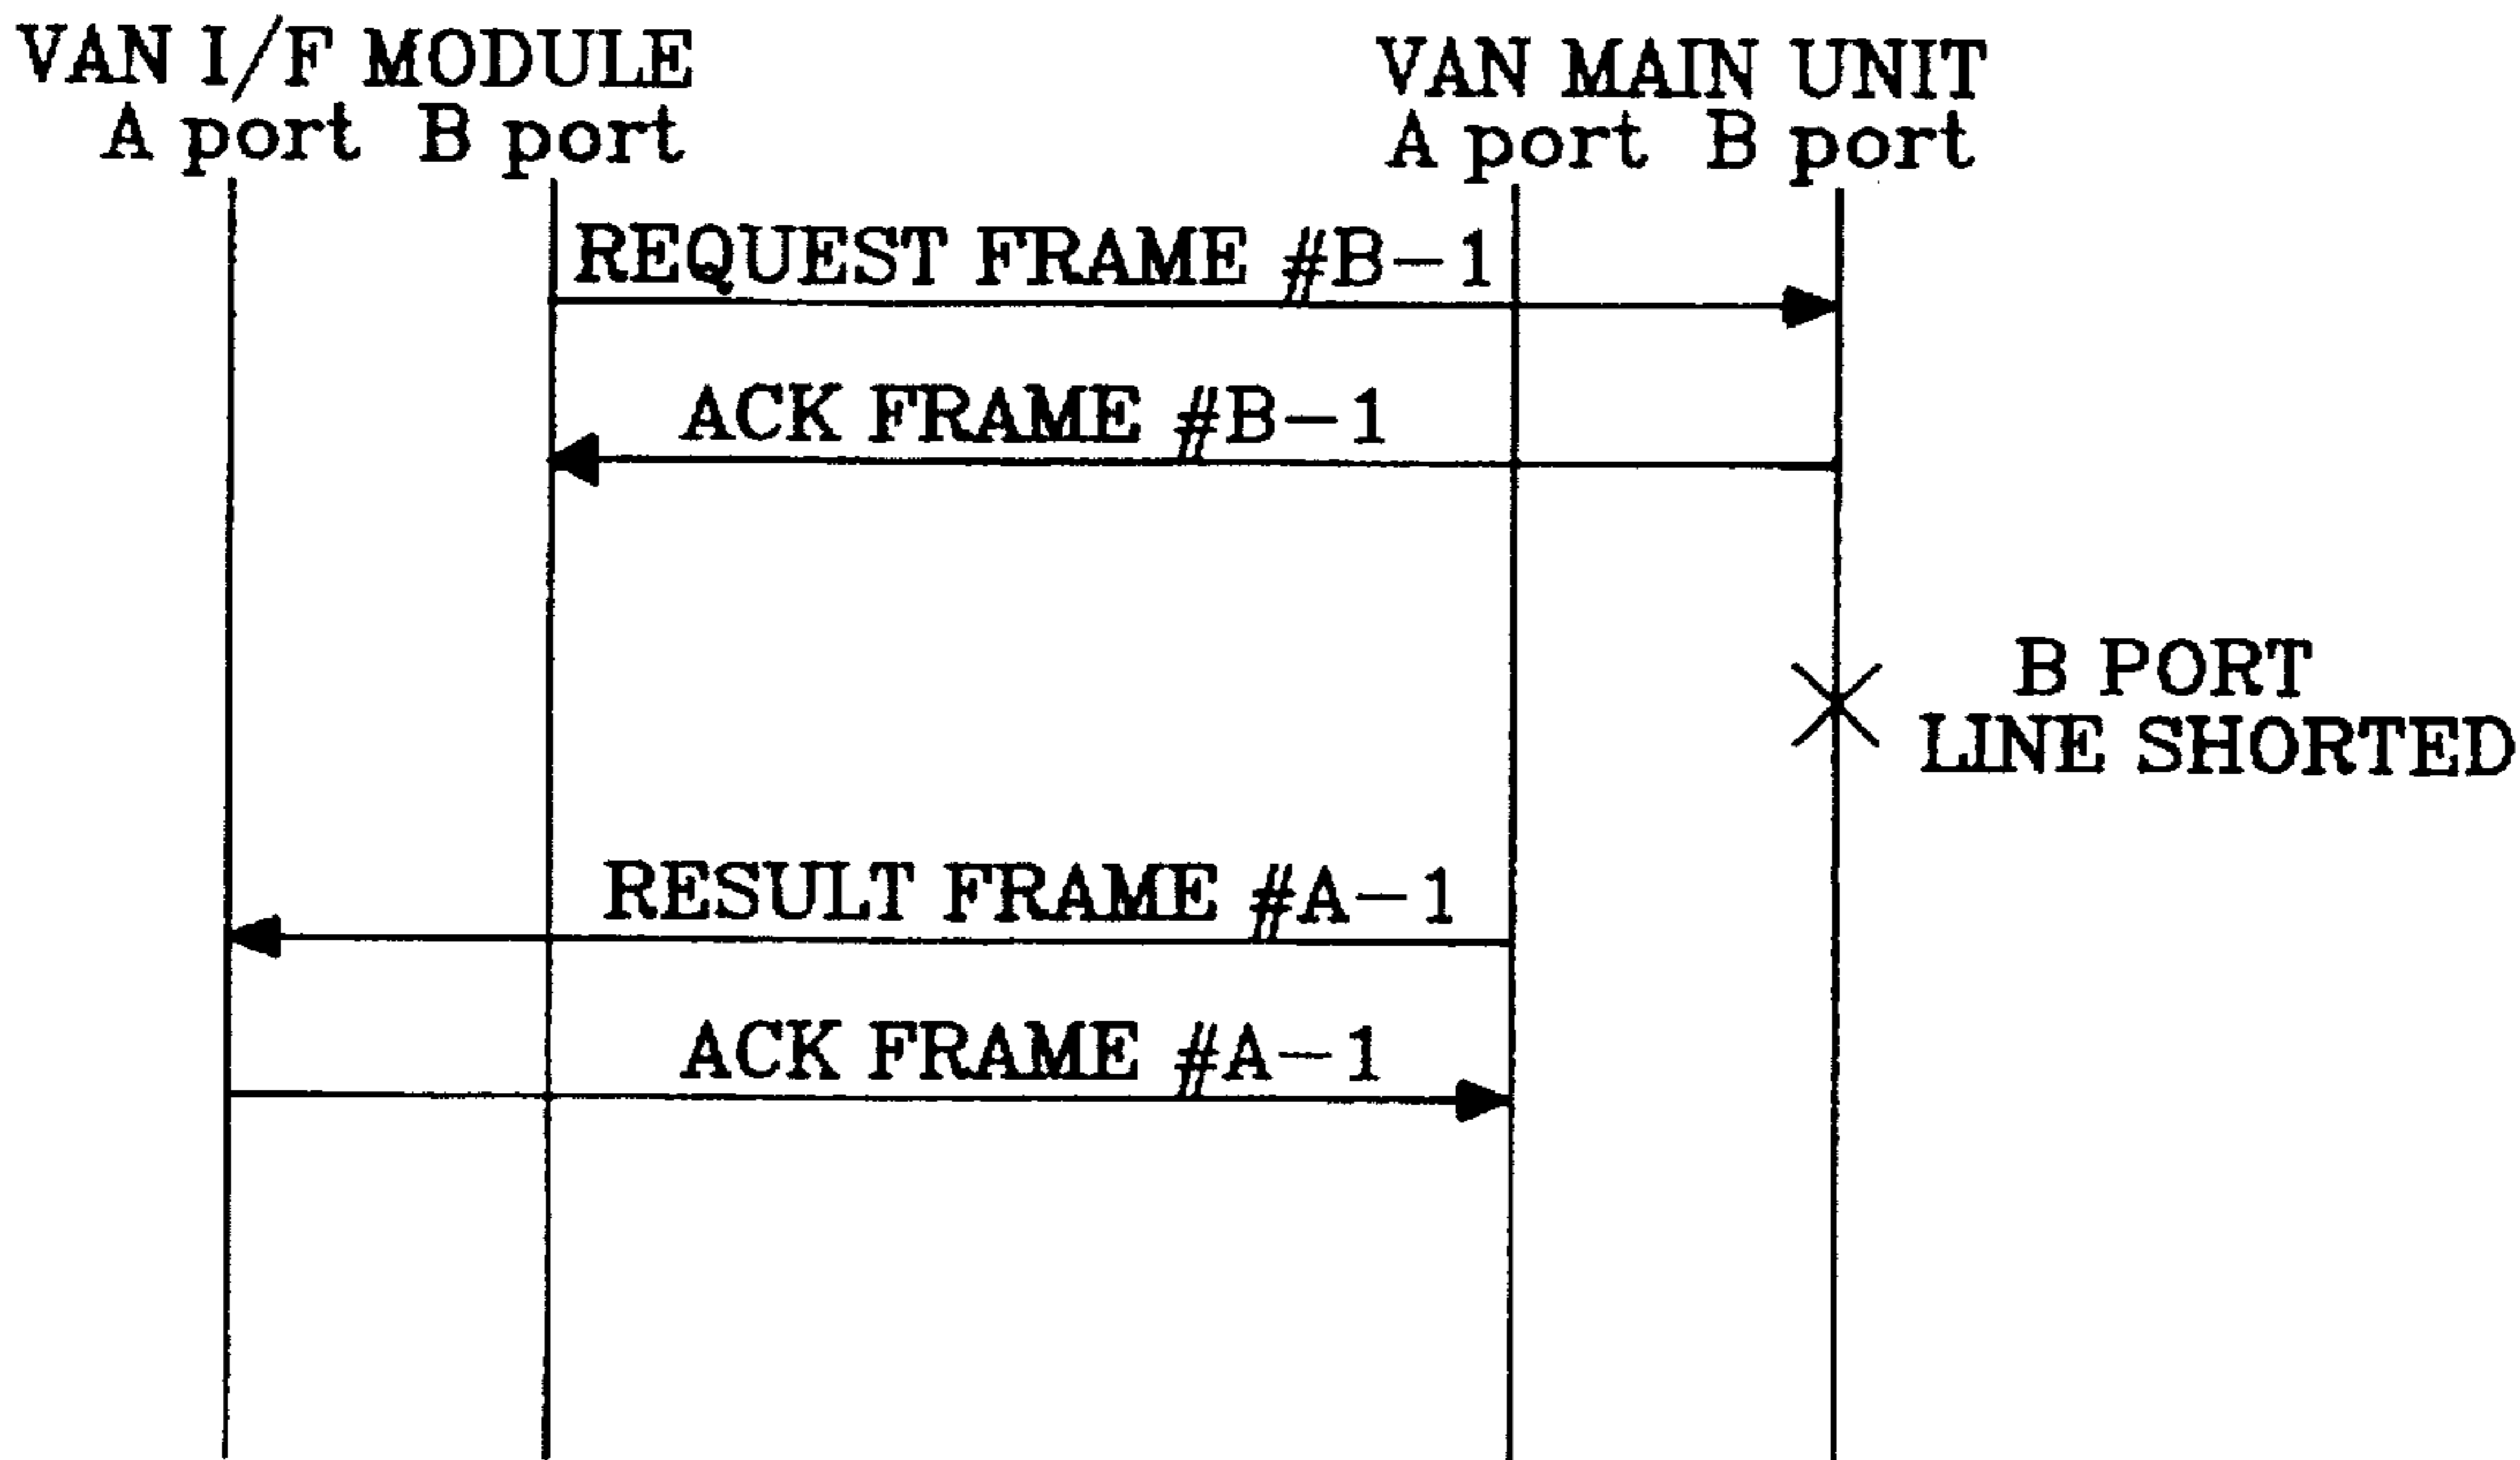 VAN I/F MODULE
VAN MAIN UNIT
A port B port
A port B port
REQUEST FRAME #B-1
ACK FRAME #B-1
B PORT
LINE SHORTED
RESULT FRAME #A-1
ACK FRAME #A-1